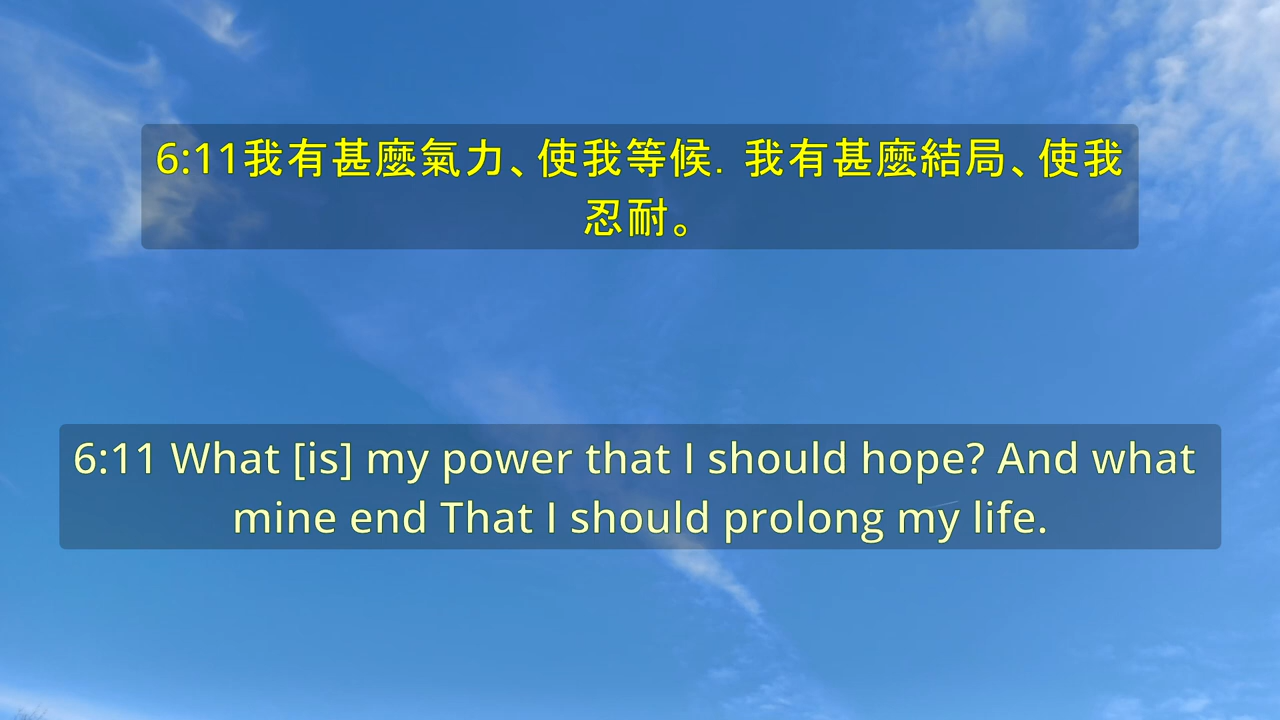 6:11我有甚麼氣力、使我等候．我有甚麼結局、使我
忍耐。
6:11 What [is] my power that I should hope? And what
mine end That I should prolong my life.